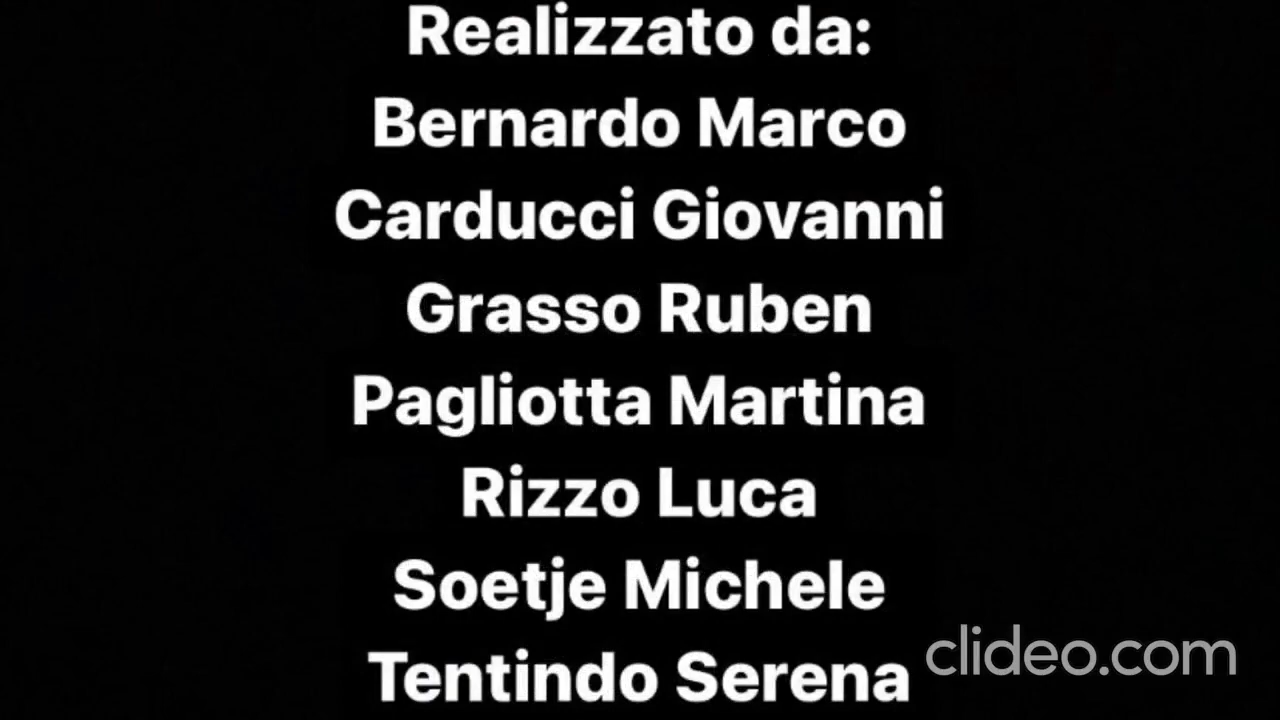 Realizzato da:
Bernardo Marco
Carducci Giovanni
Grasso Ruben
Pagliotta Martina
Rizzo Luca
Soetje Michele
Tentindo Serena
clideo.com